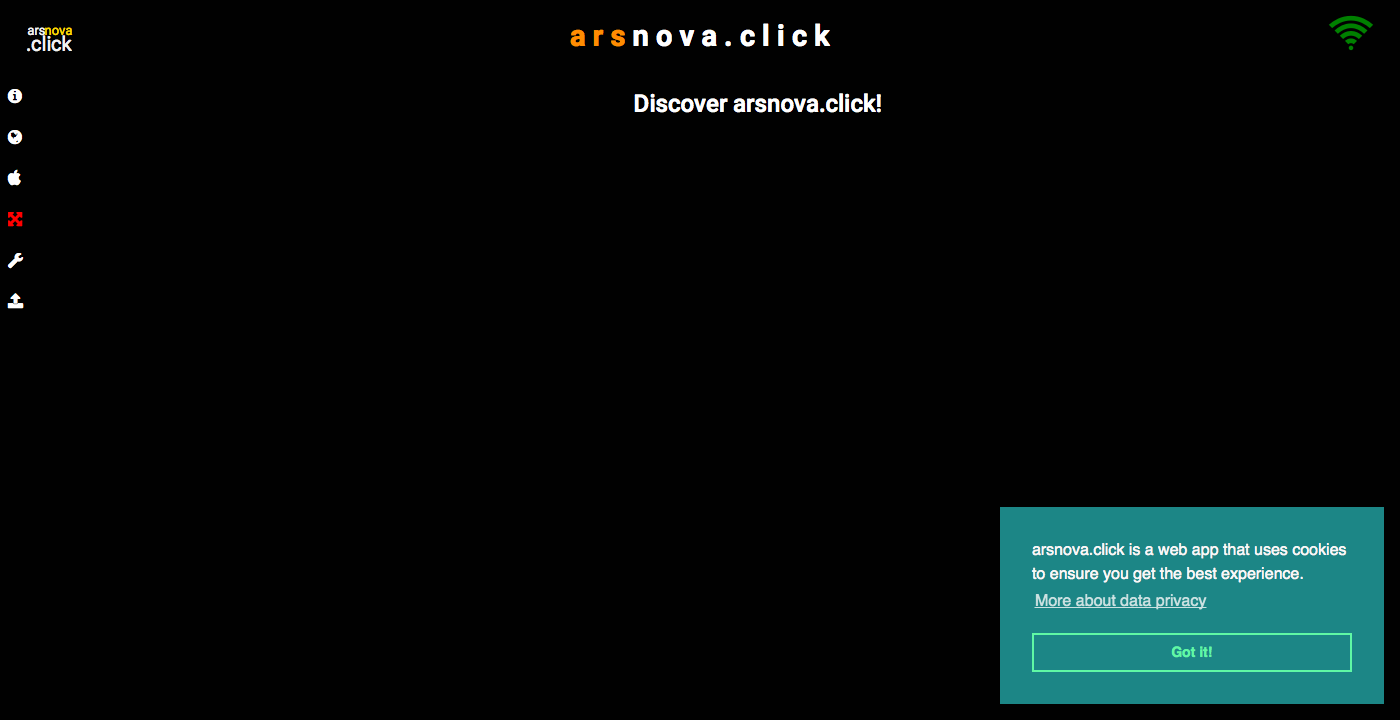 arsnova
.click
arsnova.click
Discover arsnova.click!
arsnova.click is a web app that uses cookies
to ensure you get the best experience.
More about data privacy
Got it!